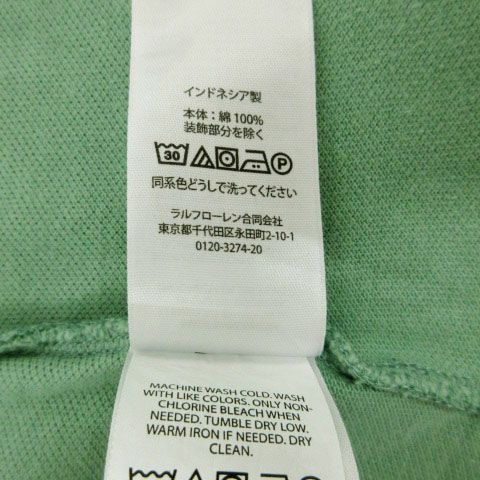 インドネシア製
本体：綿 100%
装飾部分を除く
30 P
同系色どうしで洗ってください
ラルフローレン合同会社
東京都千代田区永田町2-10-1
0120-3274-20
MACHINE WASH COLD. WASH
WITH LIKE COLORS. ONLY NON-
CHLORINE BLEACH WHEN
NEEDED. TUMBLE DRY LOW.
WARM IRON IF NEEDED. DRY
CLEAN.